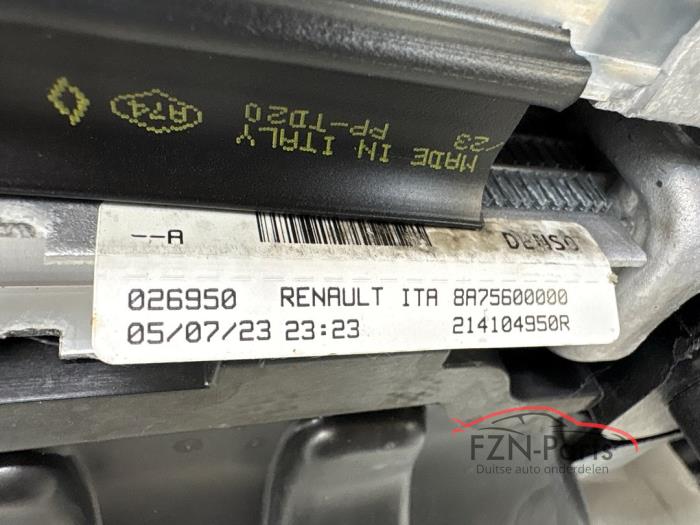 /23
MADE IN ITALY
PP-TD20
A74
--A
DENSO
026950 RENAULT ITA 8A75600000
05/07/23 23:23 214104950R
FZN-Parts
Duitse auto onderdelen